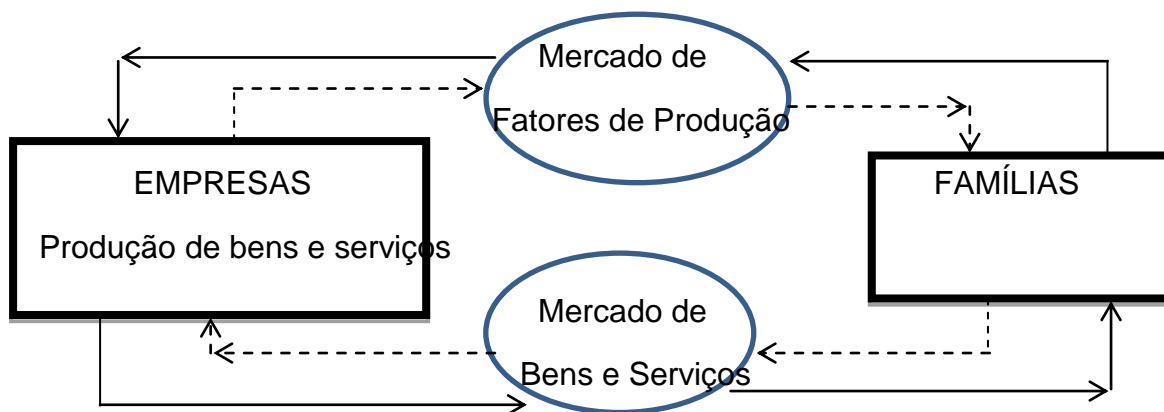 Mercado de
Fatores de Produção
EMPRESAS
Produção de bens e serviços
FAMÍLIAS
Mercado de
Bens e Serviços